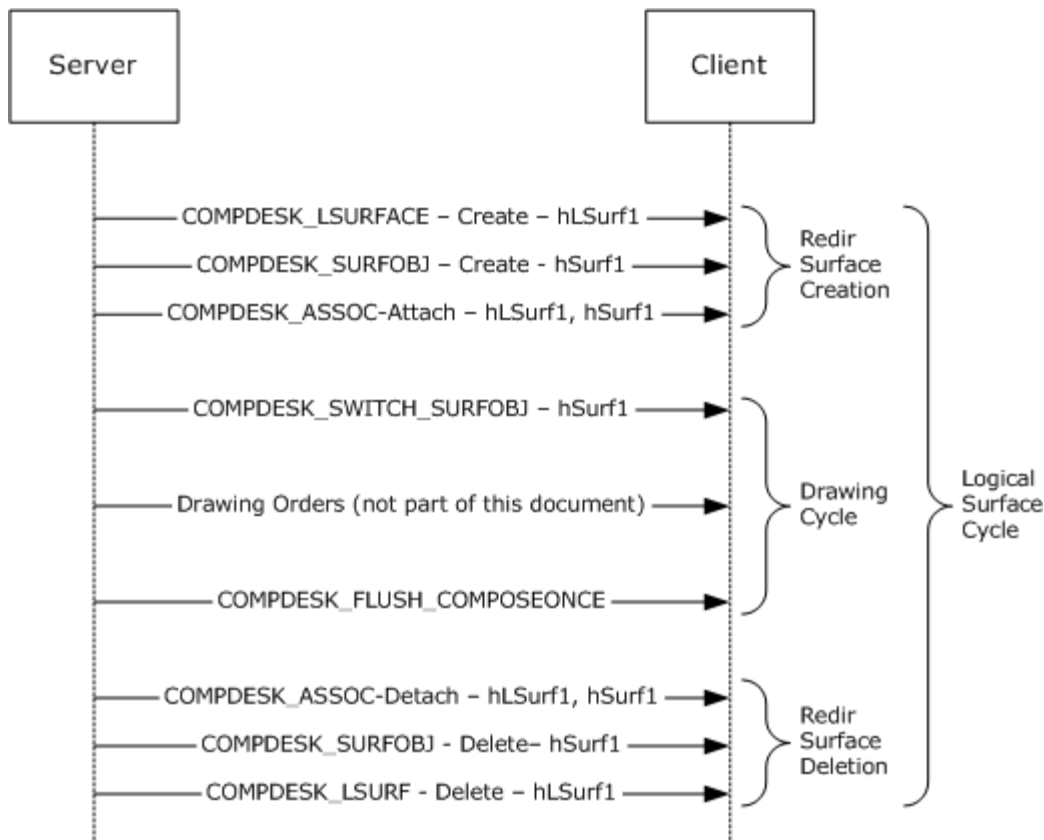 Server
Client
COMPDESK_LSURFACE – Create – hLSurf1
COMPDESK_SURFOBJ – Create - hSurf1
COMPDESK_ASSOC-Attach – hLSurf1, hSurf1
Redir
Surface
Creation
COMPDESK_SWITCH_SURFOBJ – hSurf1
Drawing Orders (not part of this document)
COMPDESK_FLUSH_COMPOSEONCE
Drawing
Cycle
Logical
Surface
Cycle
COMPDESK_ASSOC-Detach – hLSurf1, hSurf1
COMPDESK_SURFOBJ - Delete– hSurf1
COMPDESK_LSURF - Delete – hLSurf1
Redir
Surface
Deletion